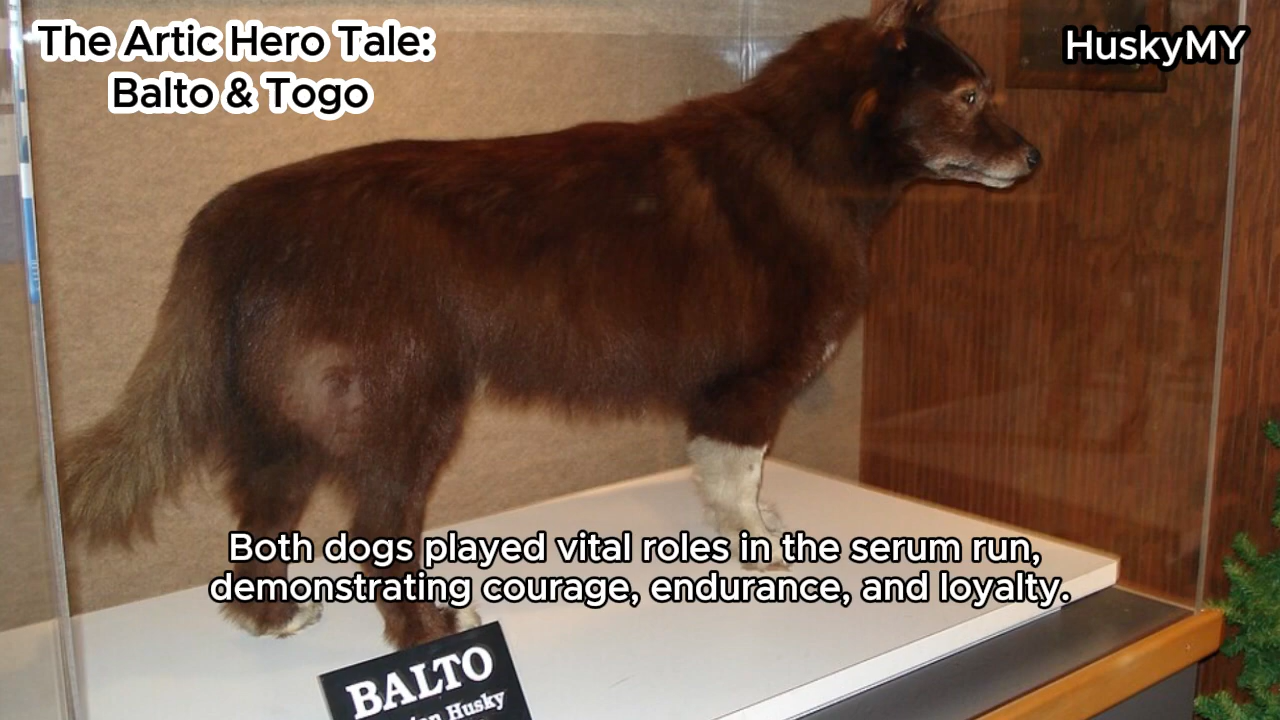 The Artic Hero Tale:
Balto & Togo
HuskyMY
Both dogs played vital roles in the serum run,
demonstrating courage, endurance, and loyalty.
BALTO
Husky